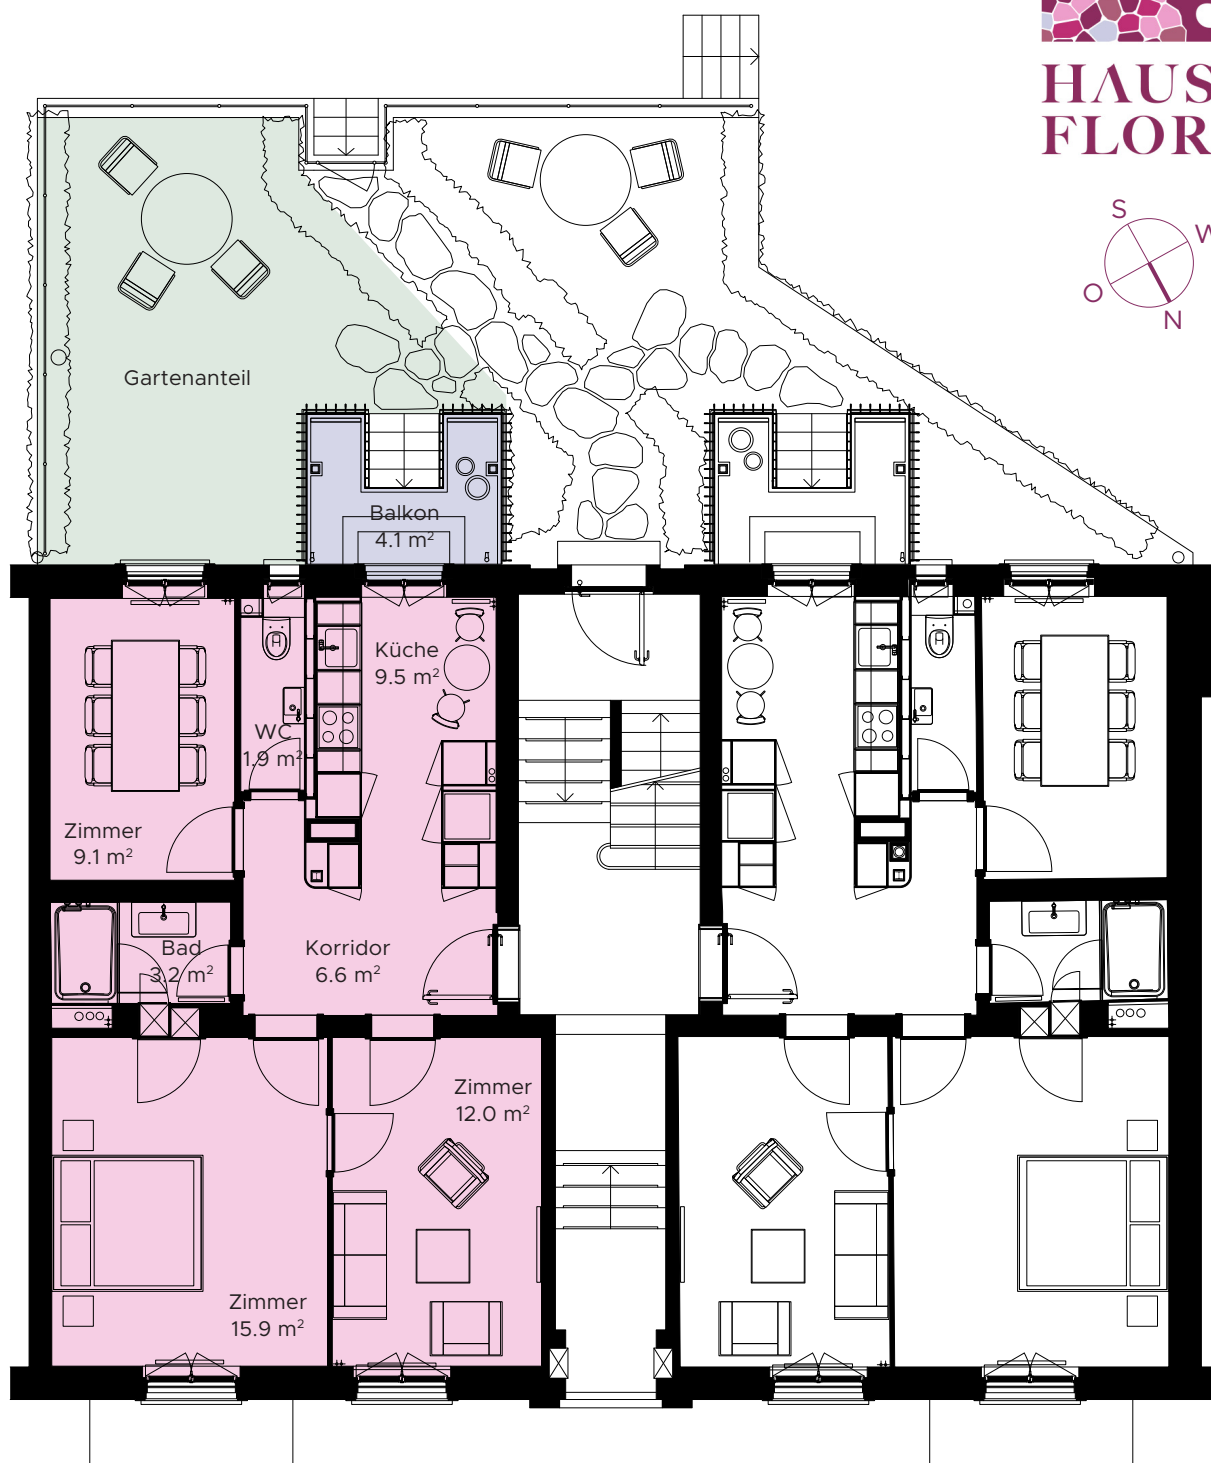 HAUS
FLOR
S
W
O
N
Gartenanteil
Balkon
4.1 m²
Küche
9.5 m²
WC
1.9 m²
Zimmer
9.1 m²
Bad
3.2 m²
Korridor
6.6 m²
Zimmer
12.0 m²
Zimmer
15.9 m²